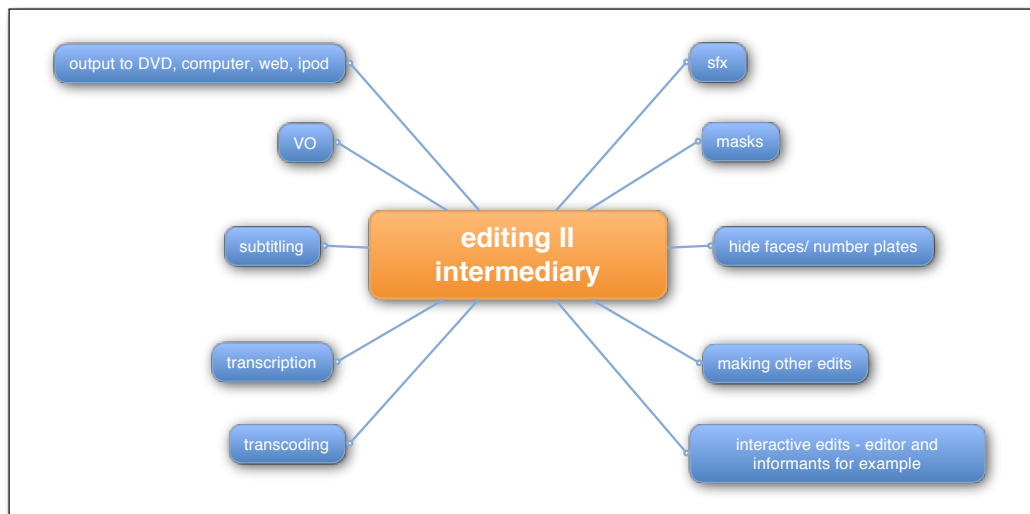 output to DVD, computer, web, ipod
VO
subtitling
transcription
transcoding
editing II
intermediary
sfx
masks
hide faces/ number plates
making other edits
interactive edits - editor and
informants for example